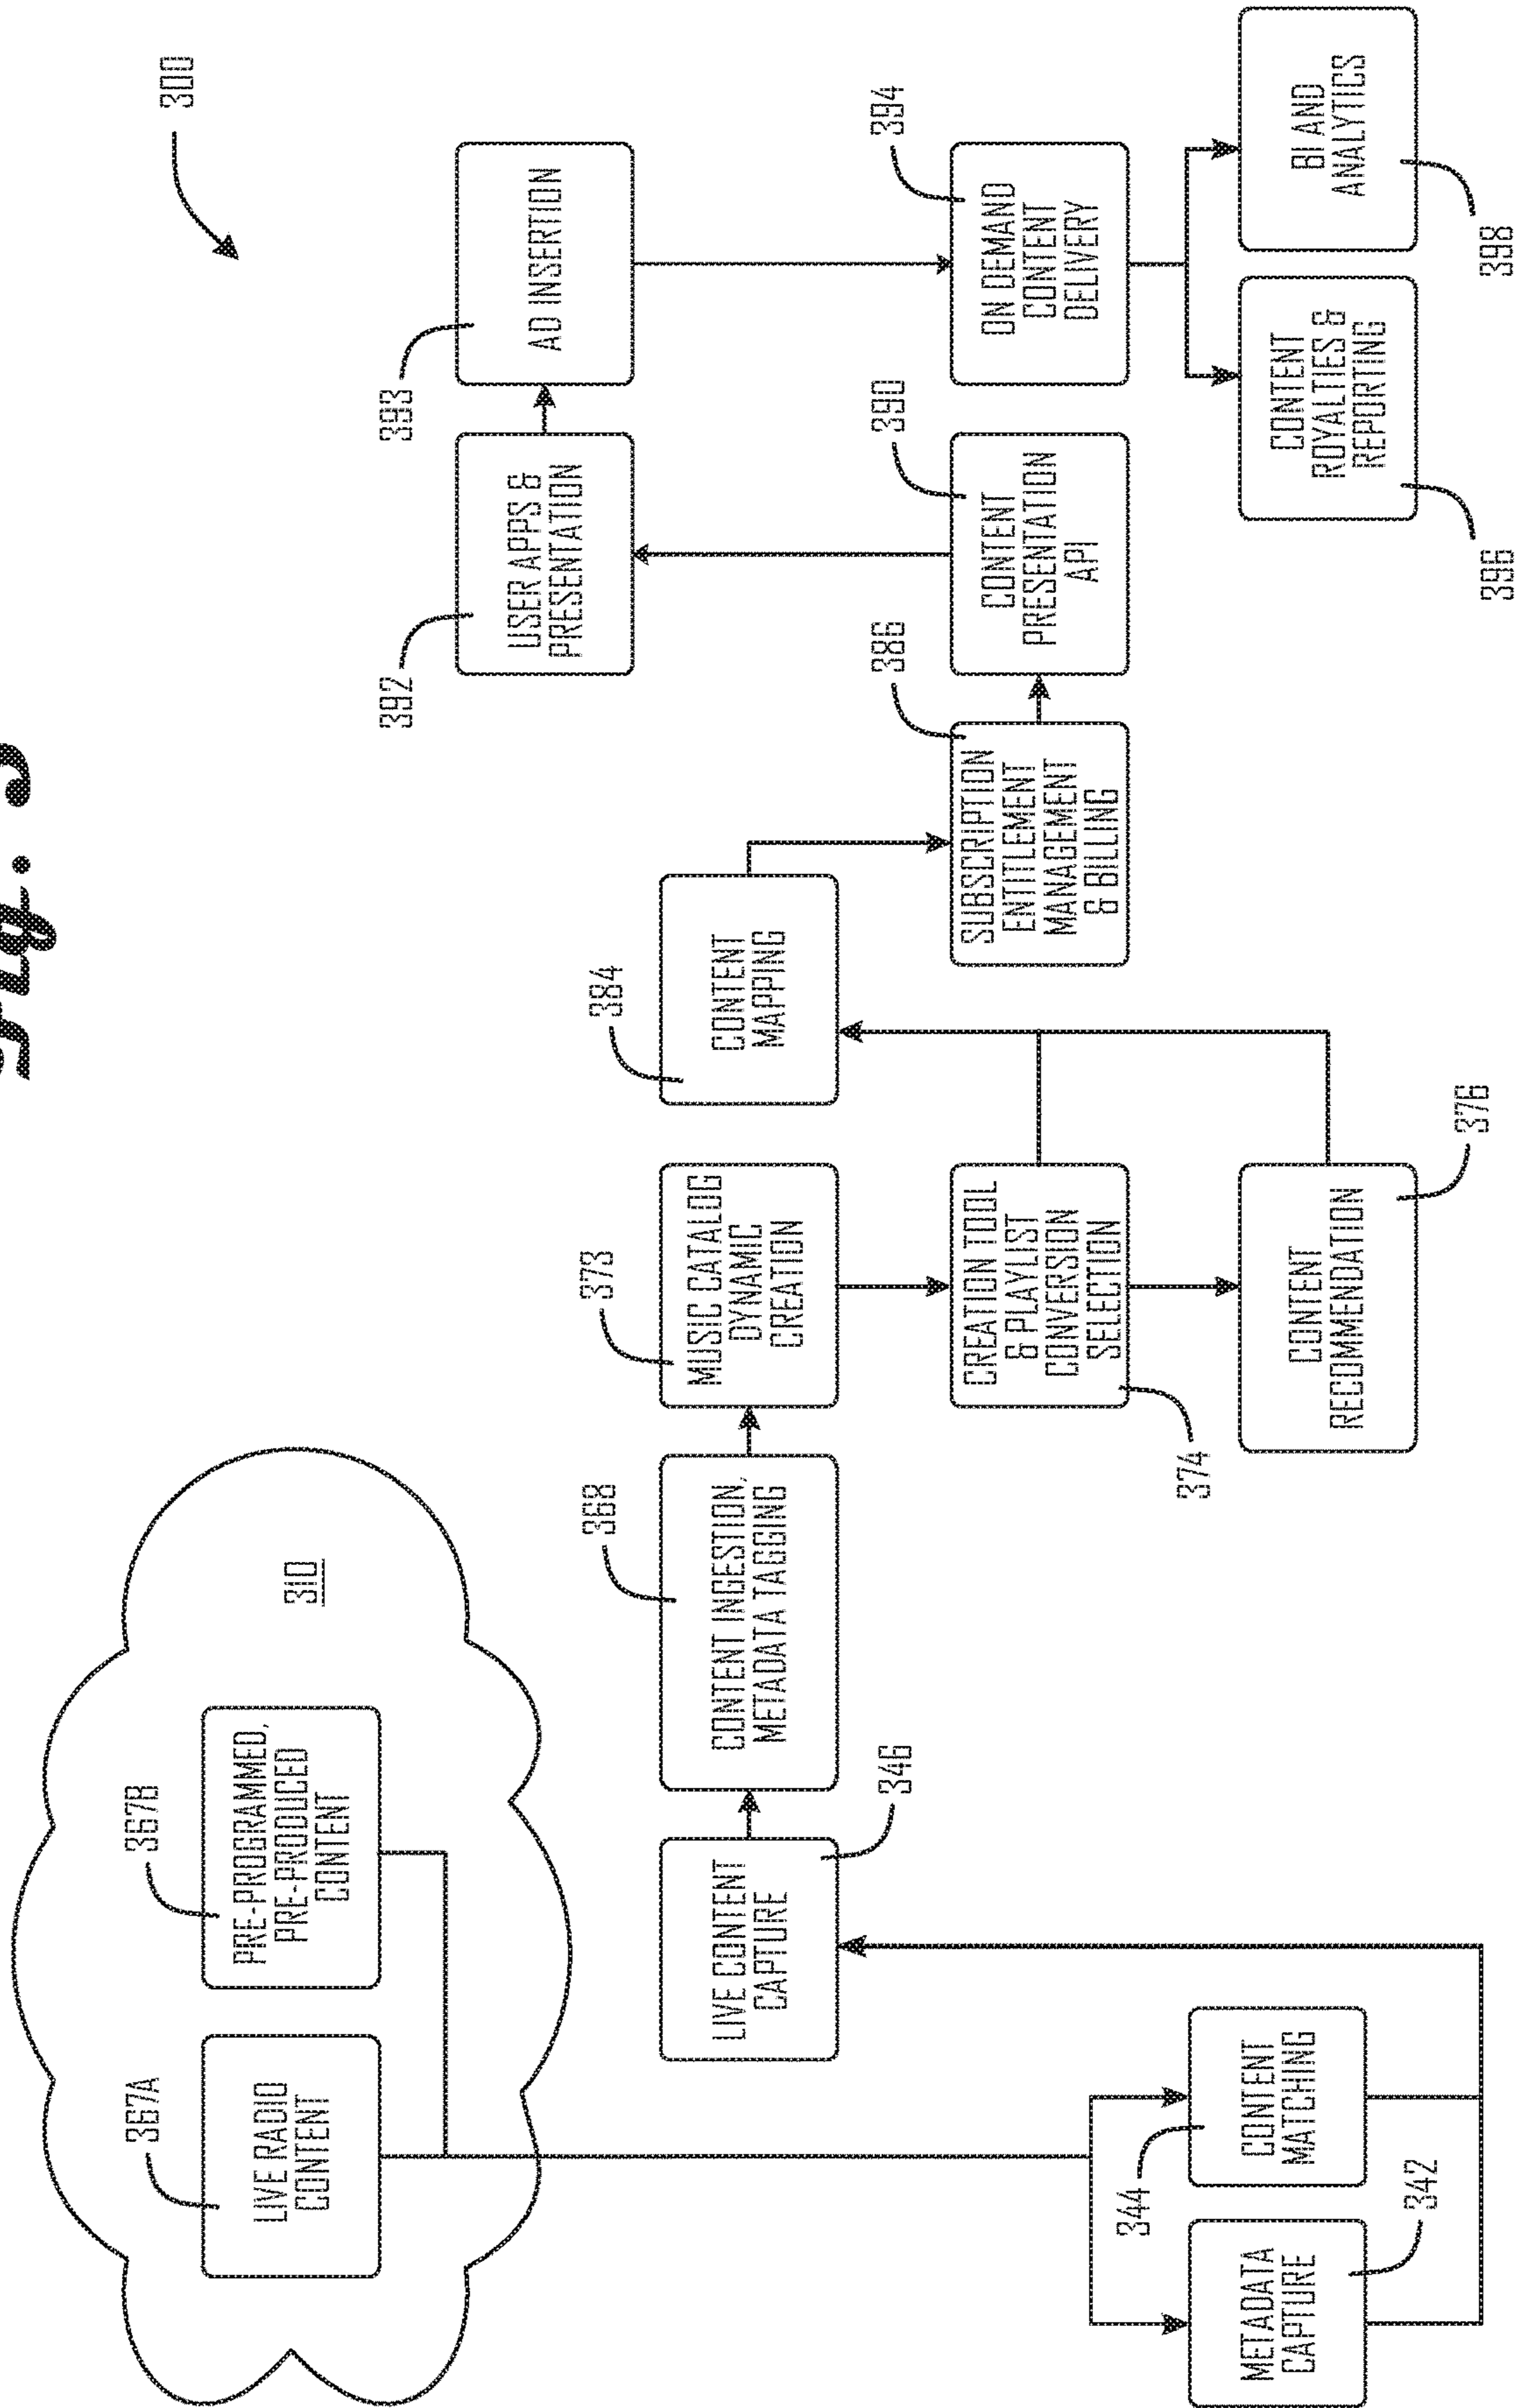 Fig. 3
300
310
367A
LIVE RADIO
CONTENT
367B
PRE-PROGRAMMED,
PRE-PRODUCED
CONTENT
METADATA
CAPTURE
342
344
CONTENT
MATCHING
LIVE CONTENT
CAPTURE
346
368
CONTENT INGESTION,
METADATA TAGGING
373
MUSIC CATALOG
DYNAMIC
CREATION
CREATION TOOL
& PLAYLIST
CONVERSION
SELECTION
374
CONTENT
RECOMMENDATION
376
384
CONTENT
MAPPING
386
SUBSCRIPTION
ENTITLEMENT
MANAGEMENT
& BILLING
390
CONTENT
PRESENTATION
API
392
USER APPS &
PRESENTATION
393
AD INSERTION
394
ON DEMAND
CONTENT
DELIVERY
CONTENT
ROYALTIES &
REPORTING
396
BI AND
ANALYTICS
398